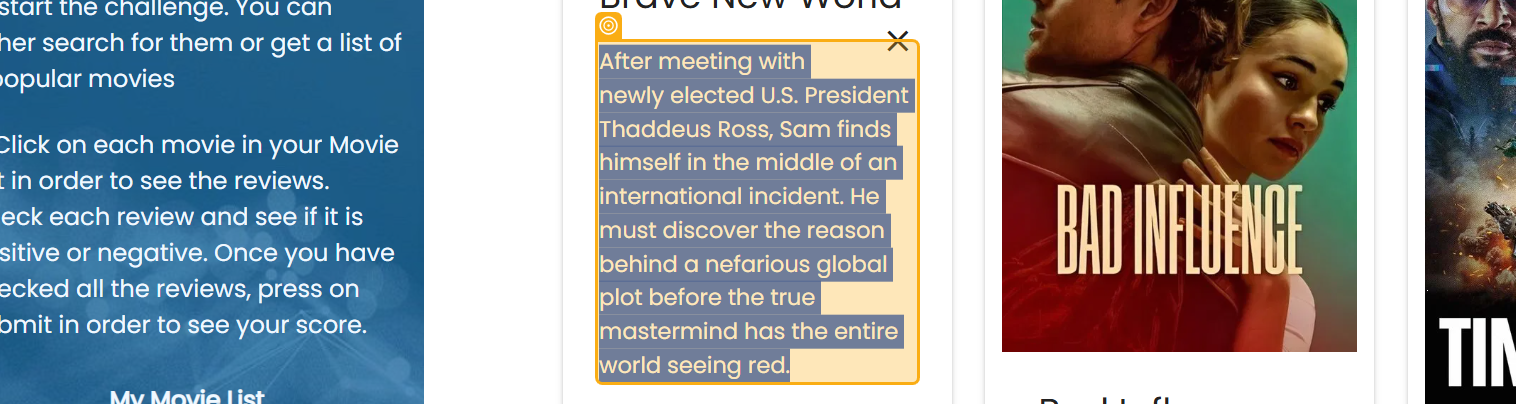 start the challenge. You can
her search for them or get a list of
popular movies
Click on each movie in your Movie
t in order to see the reviews.
eck each review and see if it is
sitive or negative. Once you have
ecked all the reviews, press on
bmit in order to see your score.
My Movie List
Brave New World
After meeting with
newly elected U.S. President
Thaddeus Ross, Sam finds
himself in the middle of an
international incident. He
must discover the reason
behind a nefarious global
plot before the true
mastermind has the entire
world seeing red.
BAD INFLUENCE
Bad Influ
TIM